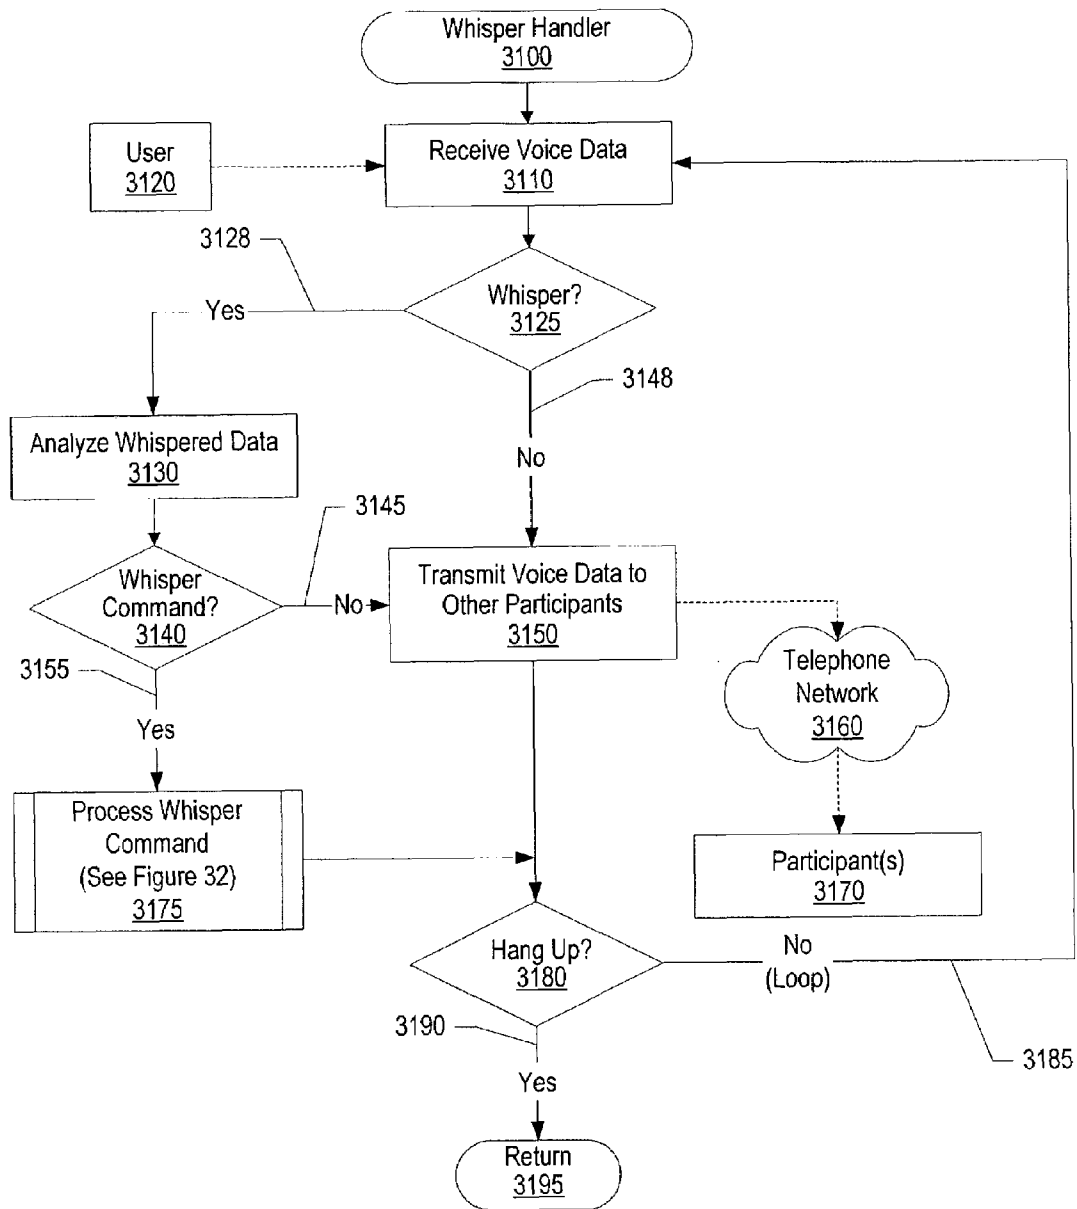 Whisper Handler
3100
User
3120
Receive Voice Data
3110
3128
Yes
Whisper?
3125
3148
No
Analyze Whispered Data
3130
3145
Whisper
Command?
3140
No
Transmit Voice Data to
Other Participants
3150
3155
Yes
Telephone
Network
3160
Process Whisper
Command
(See Figure 32)
3175
Participant(s)
3170
Hang Up?
3180
No
(Loop)
3190
3185
Yes
Return
3195